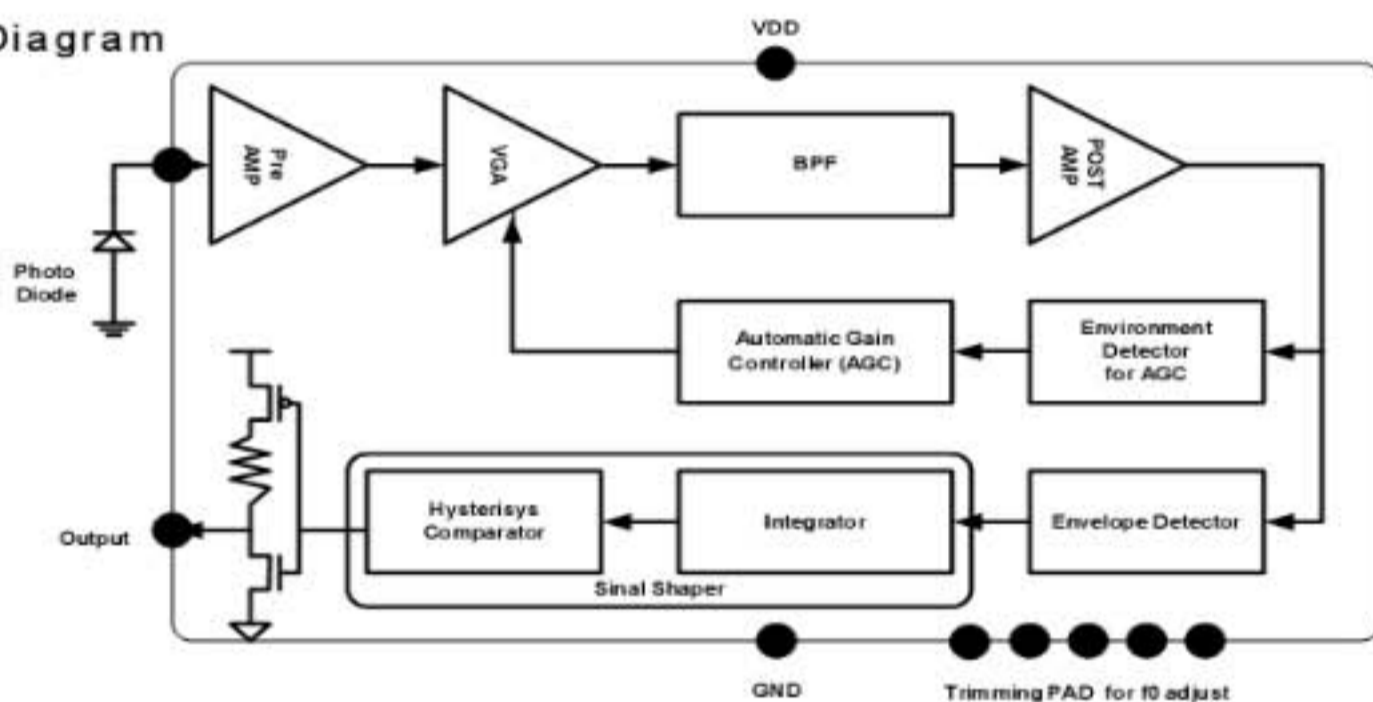 Diagram
VDD
Pre
AMP
VGA
BPF
POST
AMP
Photo
Diode
Automatic Gain
Controller (AGC)
Environment
Detector
for AGC
Output
Hysterisys
Comparator
Integrator
Envelope Detector
Sinal Shaper
GND
Trimming PAD for f0 adjust